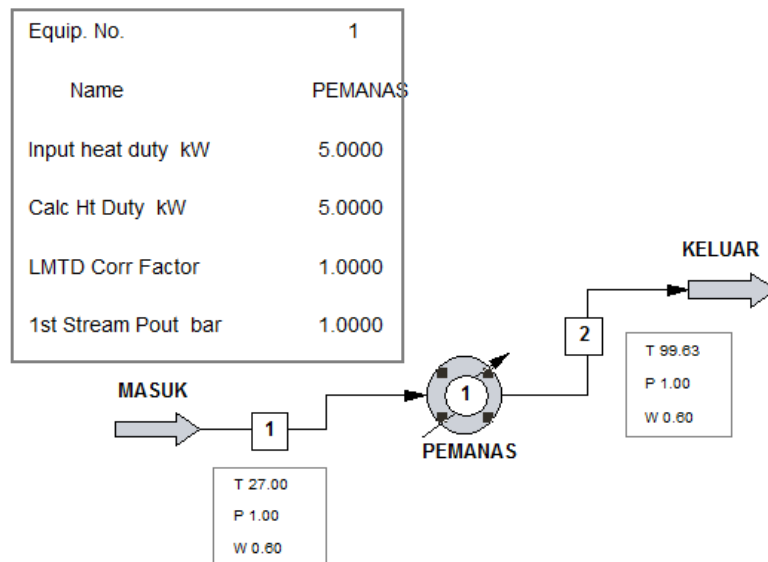 Equip. No. 1
Name PEMANAS
Input heat duty kW 5.0000
Calc Ht Duty kW 5.0000
LMTD Corr Factor 1.0000
1st Stream Pout bar 1.0000
KELUAR
2
T 99.63
P 1.00
W 0.60
MASUK
1
1
PEMANAS
T 27.00
P 1.00
W 0.60